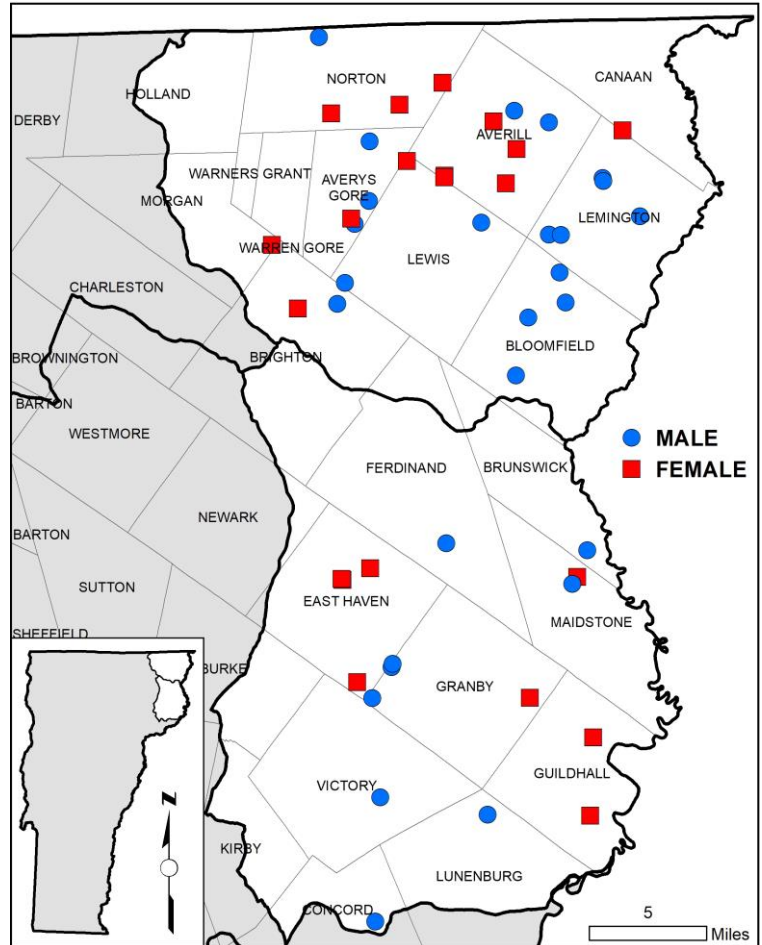 CANAAN
NORTON
HOLLAND
DERBY
AVERILL
WARNERS GRANT
AVERYS
GORE
MORGAN
LEMINGTON
WARREN GORE
LEWIS
CHARLESTON
BLOOMFIELD
BRIGHTON
BROWNINGTON
BARTON
WESTMORE
MALE
FEMALE
FERDINAND
BRUNSWICK
NEWARK
BARTON
SUTTON
EAST HAVEN
MAIDSTONE
SHEFFIELD
BURKE
GRANBY
GUILDHALL
VICTORY
N
KIRBY
LUNENBURG
CONCORD
5
Miles